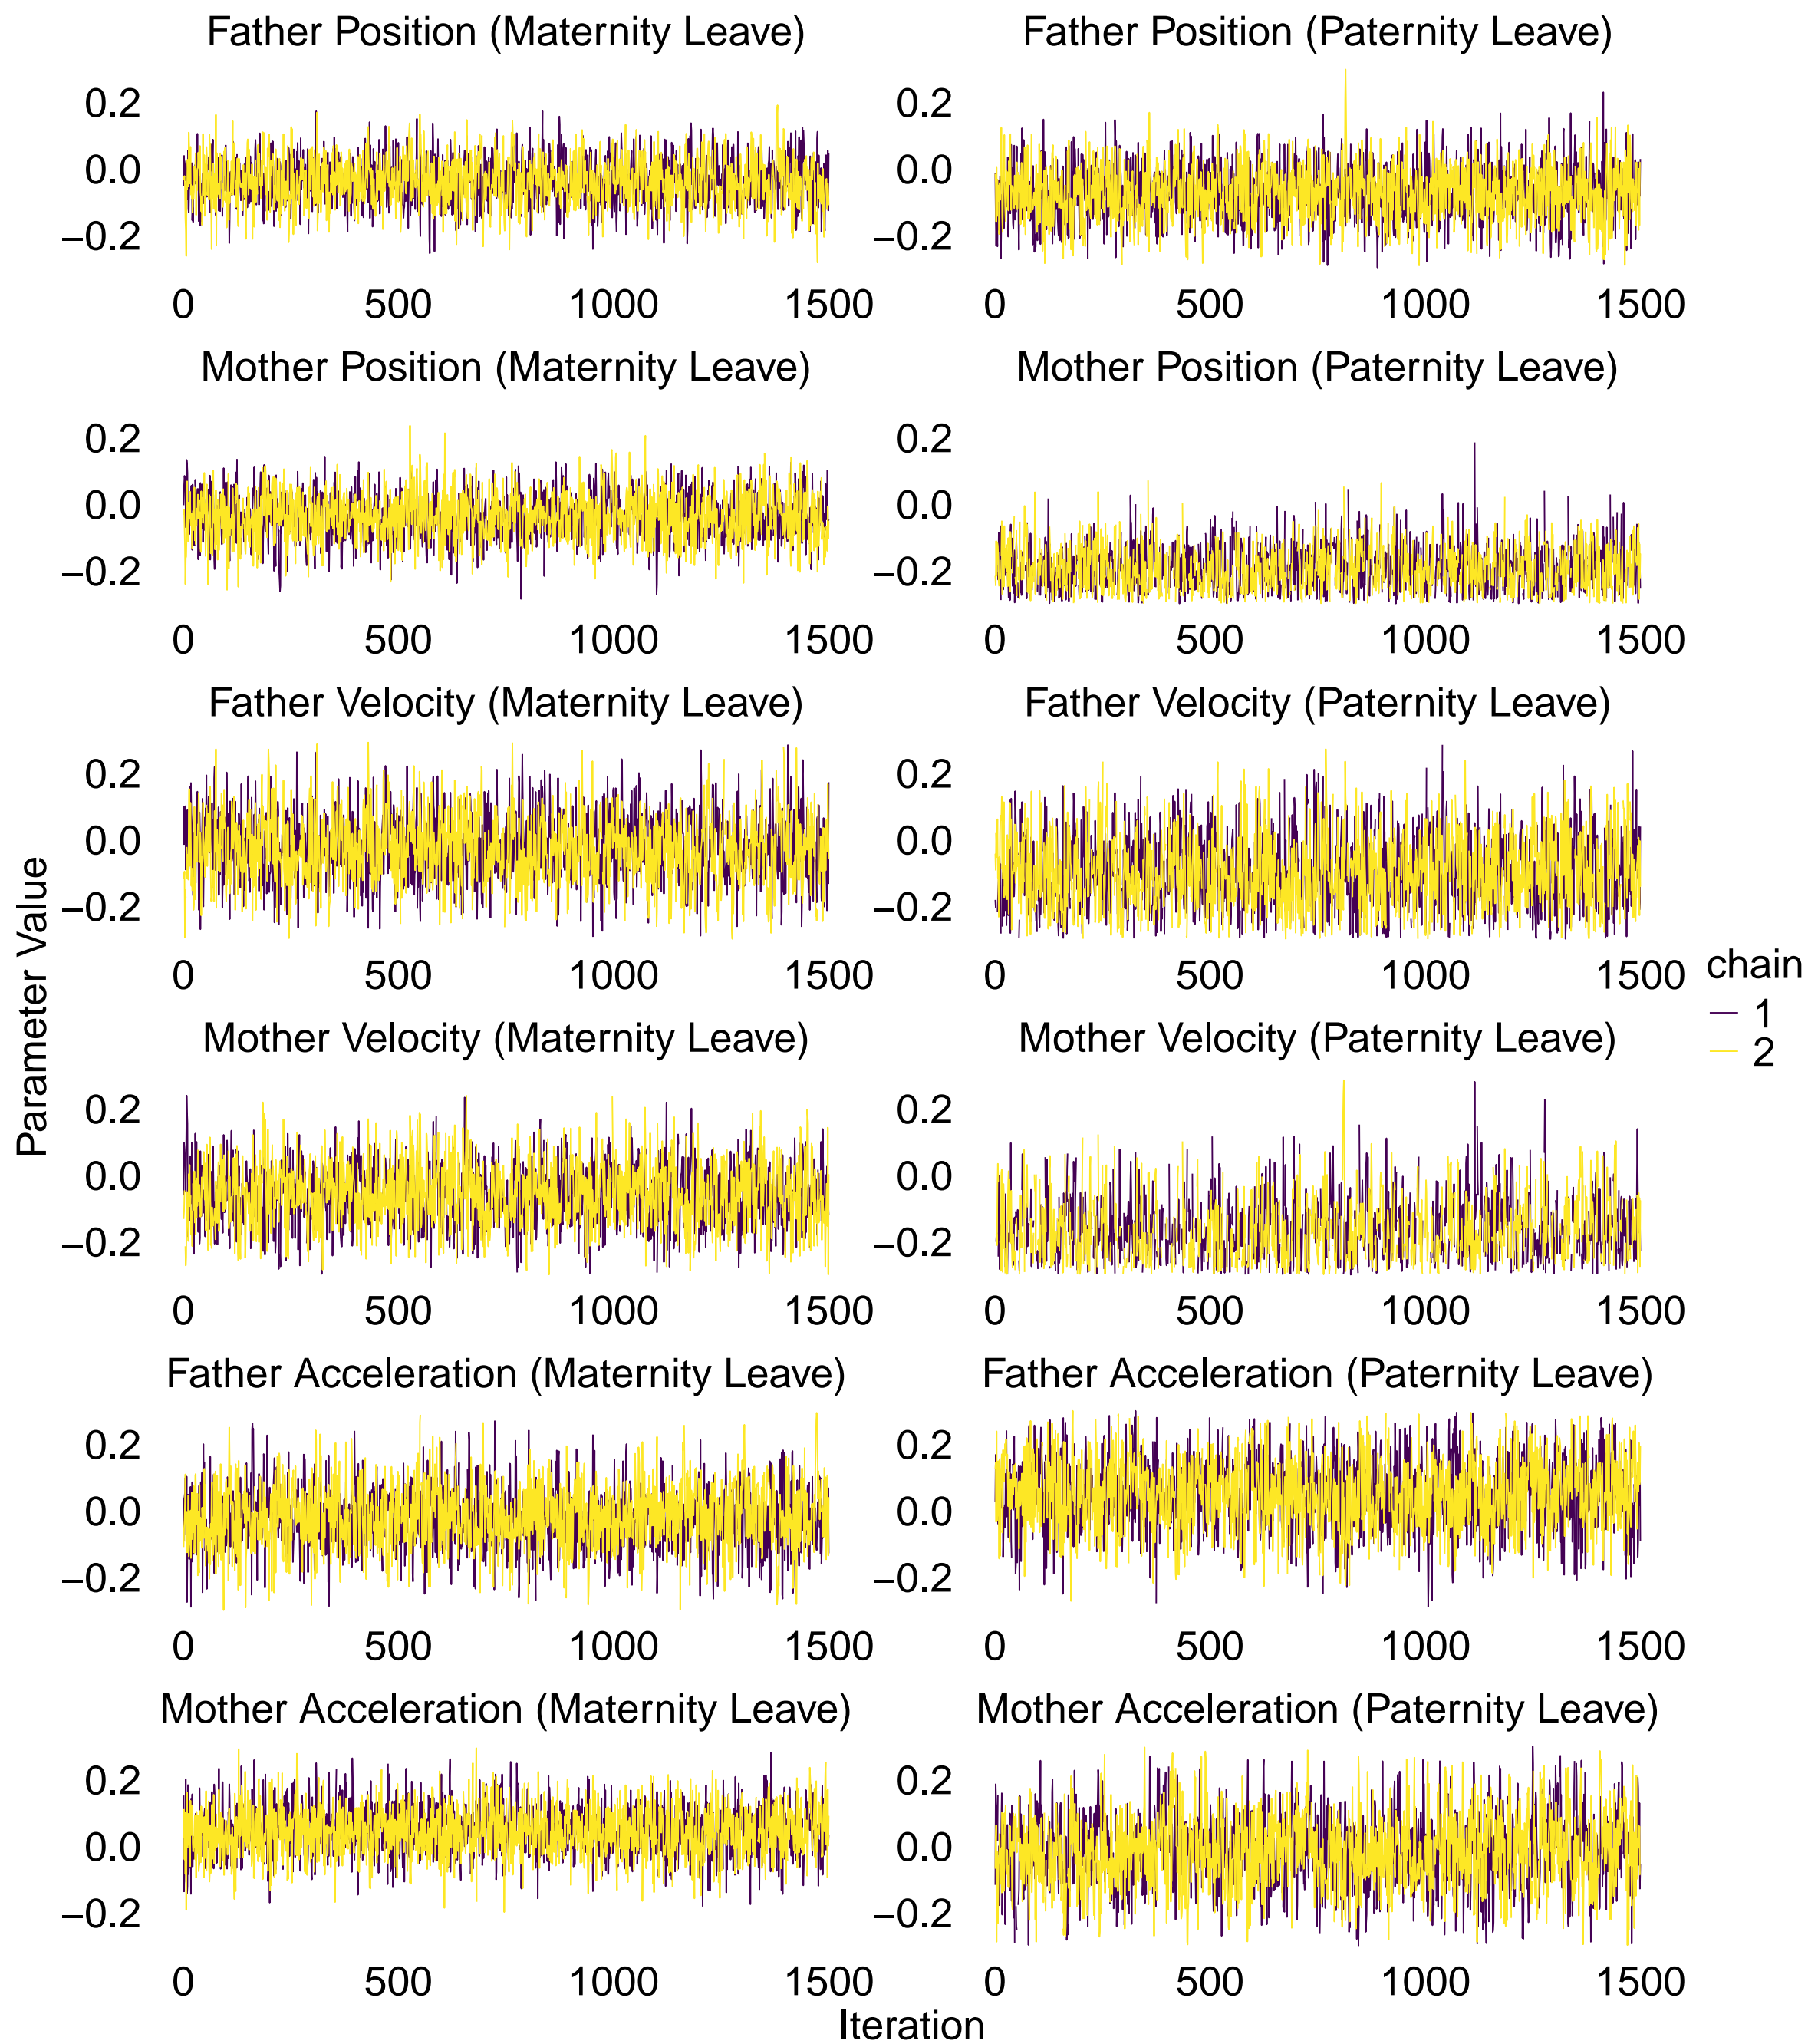 Father Position (Maternity Leave) Father Position (Paternity Leave)
0.2 0.2
0.0 0.0
−0.2 −0.2
0 500 1000 1500 0 500 1000 1500
Mother Position (Maternity Leave) Mother Position (Paternity Leave)
0.2 0.2
0.0 0.0
−0.2 −0.2
0 500 1000 1500 0 500 1000 1500
Father Velocity (Maternity Leave) Father Velocity (Paternity Leave)
0.2 0.2
0.0 0.0
−0.2 −0.2
0 500 1000 1500 0 500 1000 1500
Mother Velocity (Maternity Leave) Mother Velocity (Paternity Leave)
0.2 0.2
0.0 0.0
−0.2 −0.2
0 500 1000 1500 0 500 1000 1500
Father Acceleration (Maternity Leave) Father Acceleration (Paternity Leave)
0.2 0.2
0.0 0.0
−0.2 −0.2
0 500 1000 1500 0 500 1000 1500
Mother Acceleration (Maternity Leave) Mother Acceleration (Paternity Leave)
0.2 0.2
0.0 0.0
−0.2 −0.2
0 500 1000 1500 0 500 1000 1500
Iteration
Parameter Value
chain
1
2